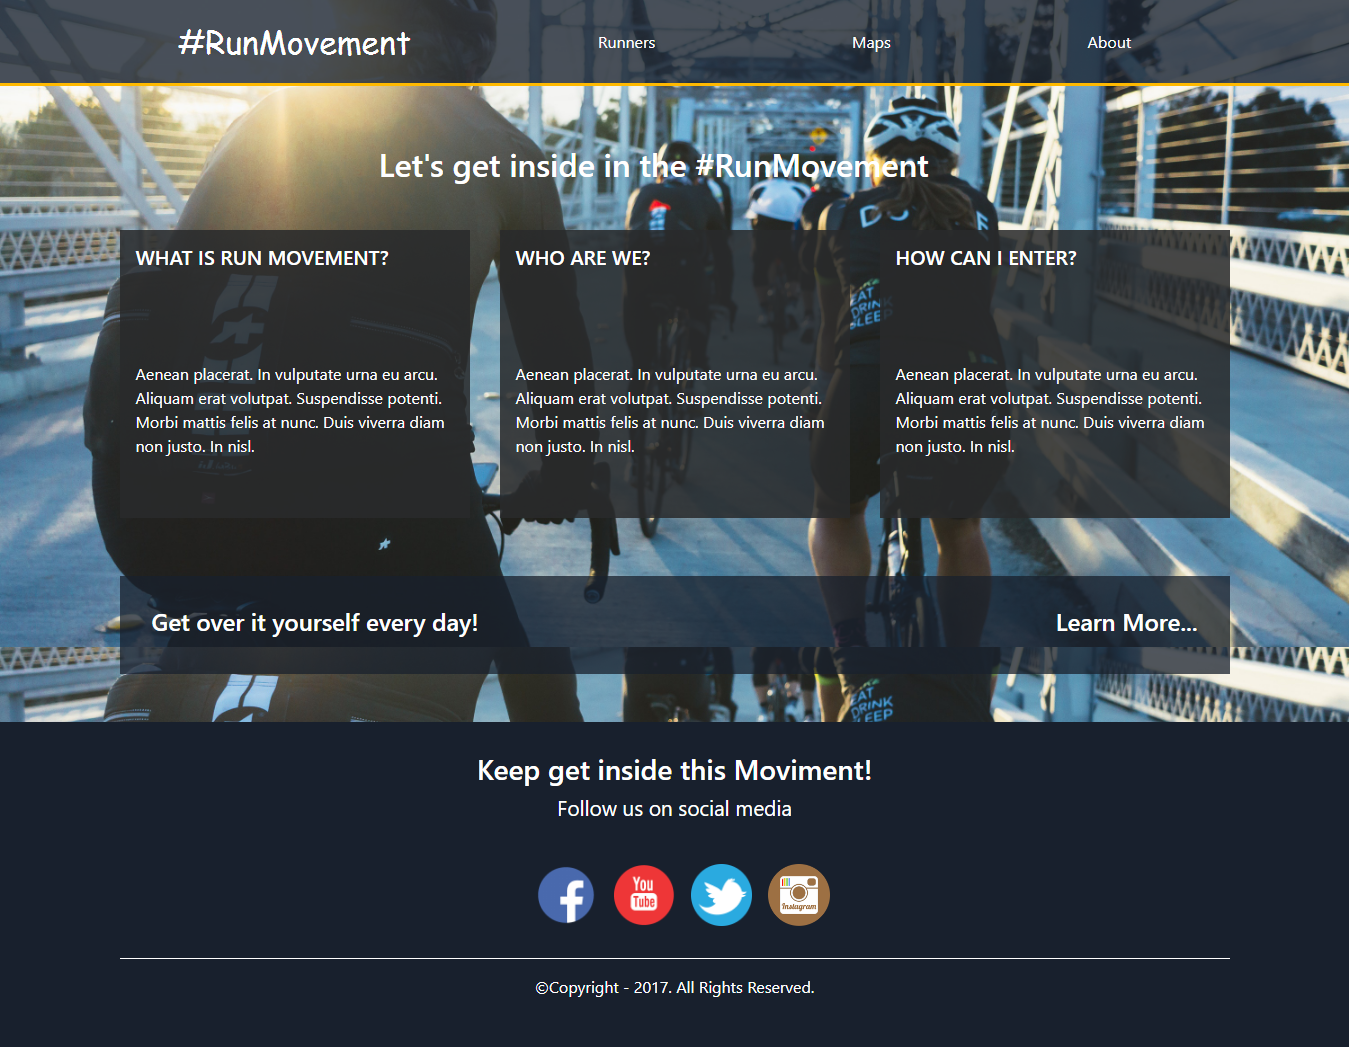 #RunMovement
Runners
Maps
About
Let's get inside in the #RunMovement
WHAT IS RUN MOVEMENT?
Aenean placerat. In vulputate urna eu arcu.
Aliquam erat volutpat. Suspendisse potenti.
Morbi mattis felis at nunc. Duis viverra diam
non justo. In nisl.
WHO ARE WE?
Aenean placerat. In vulputate urna eu arcu.
Aliquam erat volutpat. Suspendisse potenti.
Morbi mattis felis at nunc. Duis viverra diam
non justo. In nisl.
HOW CAN I ENTER?
Aenean placerat. In vulputate urna eu arcu.
Aliquam erat volutpat. Suspendisse potenti.
Morbi mattis felis at nunc. Duis viverra diam
non justo. In nisl.
EAT
DRINK
SLEEP
Get over it yourself every day!
Learn More...
EAT
DRINK
Keep get inside this Moviment!
Follow us on social media
You
Tube
Instagram
©Copyright - 2017. All Rights Reserved.